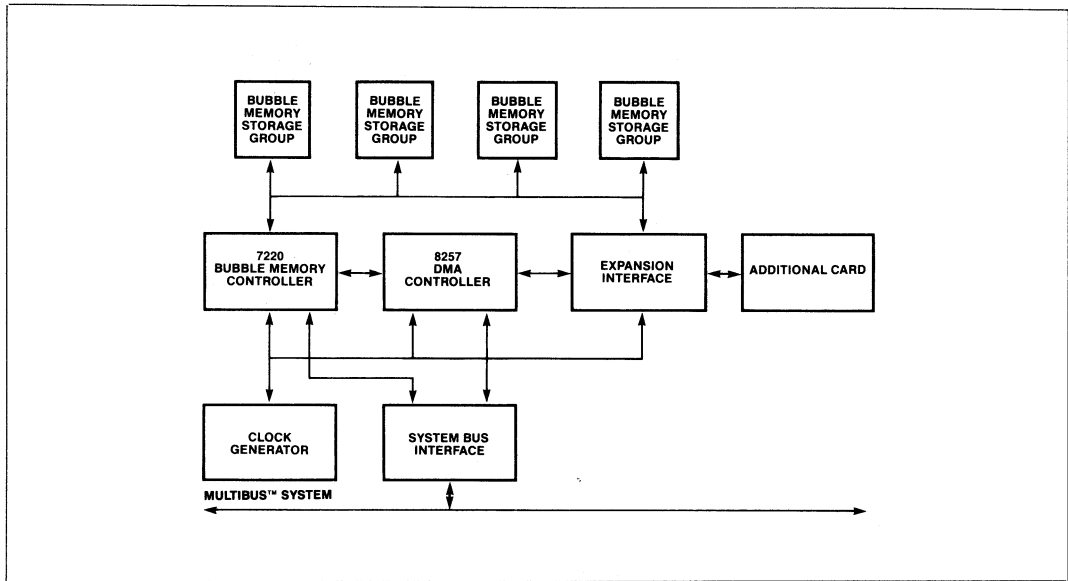 BUBBLE
MEMORY
STORAGE
GROUP
BUBBLE
MEMORY
STORAGE
GROUP
BUBBLE
MEMORY
STORAGE
GROUP
BUBBLE
MEMORY
STORAGE
GROUP
7220
BUBBLE MEMORY
CONTROLLER
8257
DMA
CONTROLLER
EXPANSION
INTERFACE
ADDITIONAL CARD
CLOCK
GENERATOR
SYSTEM BUS
INTERFACE
MULTIBUS™ SYSTEM